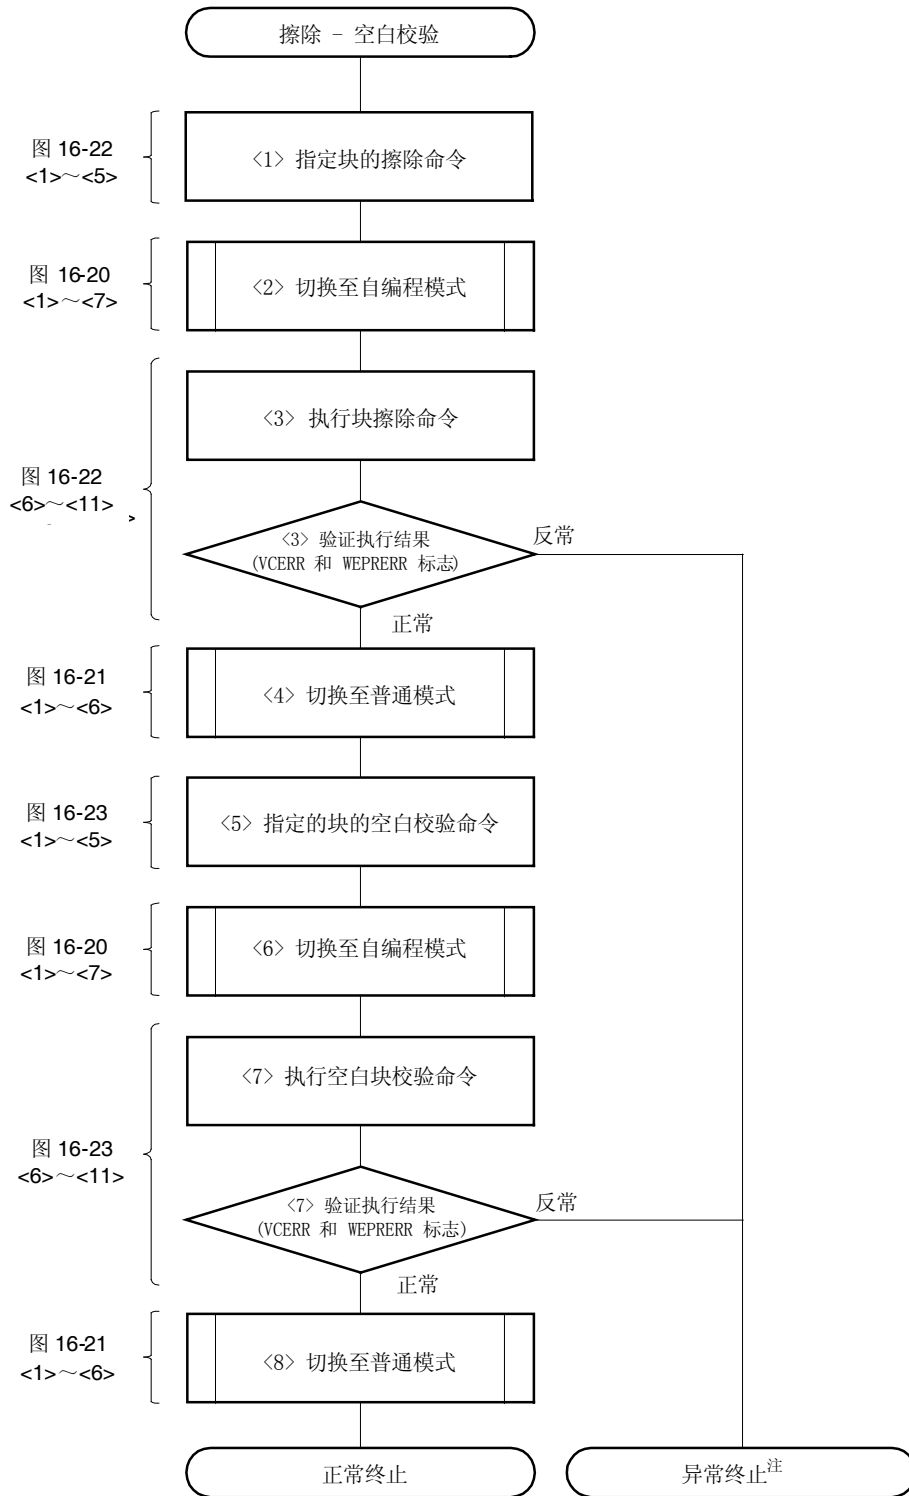 擦除 - 空白校验
图 16-22
<1>～<5>
<1> 指定块的擦除命令
图 16-20
<1>～<7>
<2> 切换至自编程模式
<3> 执行块擦除命令
图 16-22
<6>～<11>
<3> 验证执行结果
(VCERR 和 WEPRERR 标志)
反常
正常
图 16-21
<1>～<6>
<4> 切换至普通模式
图 16-23
<1>～<5>
<5> 指定的块的空白校验命令
图 16-20
<1>～<7>
<6> 切换至自编程模式
<7> 执行空白块校验命令
图 16-23
<6>～<11>
<7> 验证执行结果
(VCERR 和 WEPRERR 标志)
反常
正常
图 16-21
<1>～<6>
<8> 切换至普通模式
正常终止
异常终止注